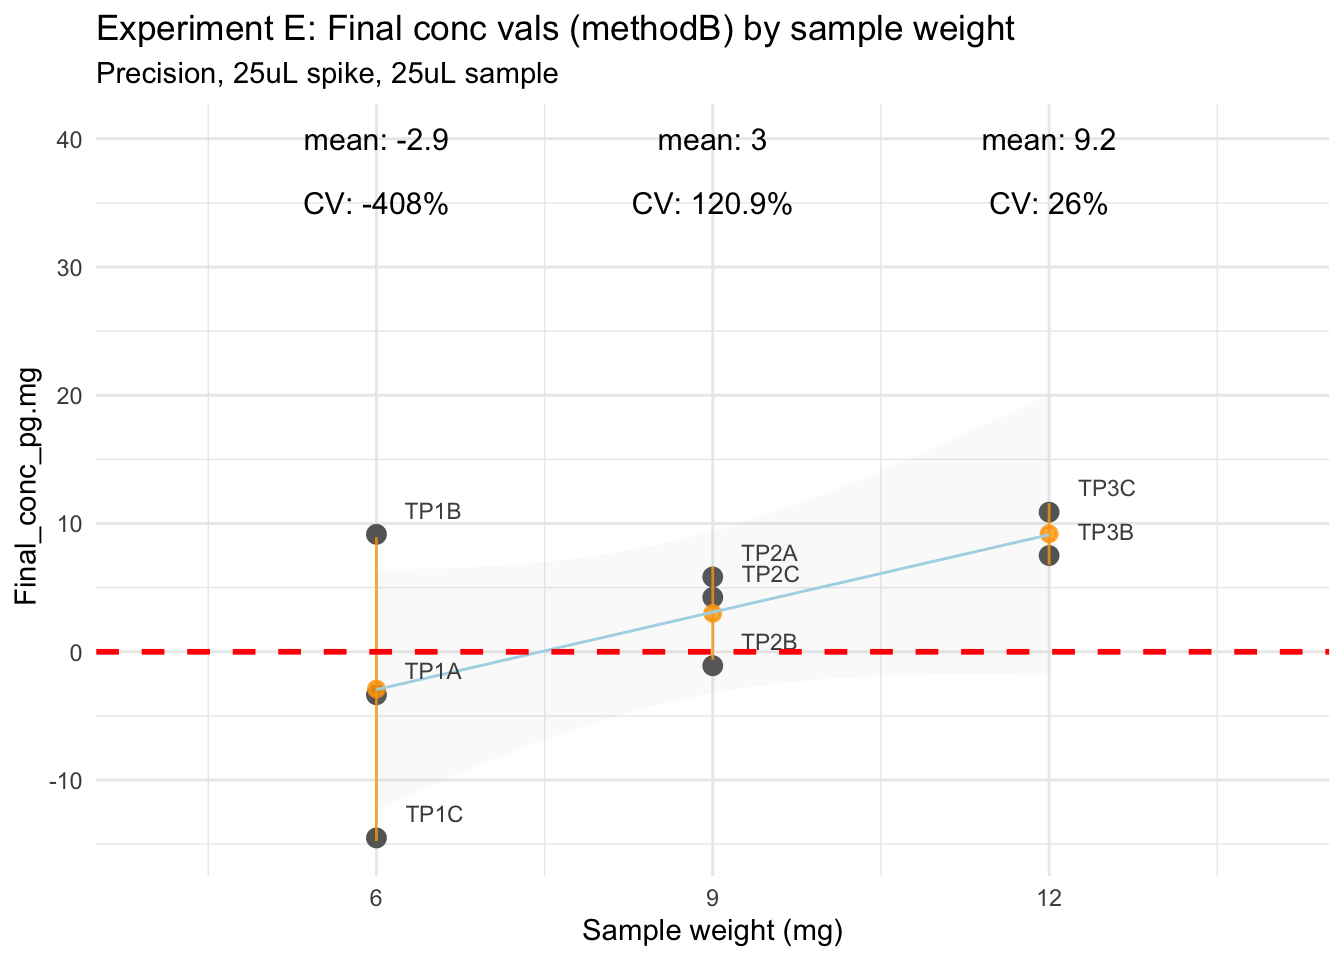 Experiment E: Final conc vals (methodB) by sample weight
Precision, 25uL spike, 25uL sample
40
mean: -2.9
mean: 3
mean: 9.2
CV: -408%
CV: 120.9%
CV: 26%
30
20
Final_conc_pg.mg
TP3C
TP1B
10
TP3B
TP2A
TP2C
TP2B
0
TP1A
-10
TP1C
6
9
12
Sample weight (mg)